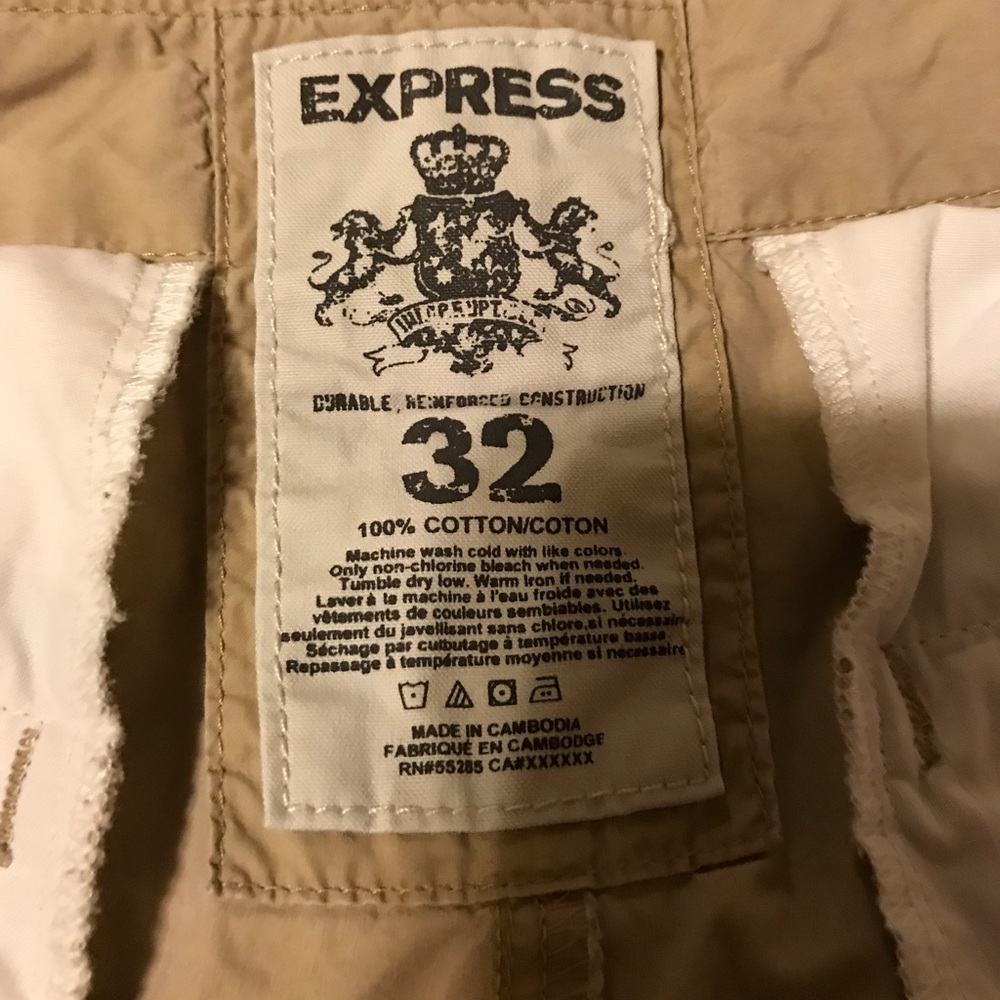 EXPRESS
DURABLE, REINFORCED CONSTRUCTION
32
100% COTTON/COTON
Machine wash cold with like colors.
Only non-chlorine bleach when needed.
Tumble dry low. Warm Iron if needed.
Laver à la machine à l'eau froide avec des
vêtements de couleurs semblables. Utilisez
seulement du javellisant sans chlore,si nécessaire.
Séchage par culbutage à température basse.
Repassage à température moyenne si necessaire
MADE IN CAMBODIA
FABRIQUÉ EN CAMBODGE
RN#55285 CA#XXXXXX